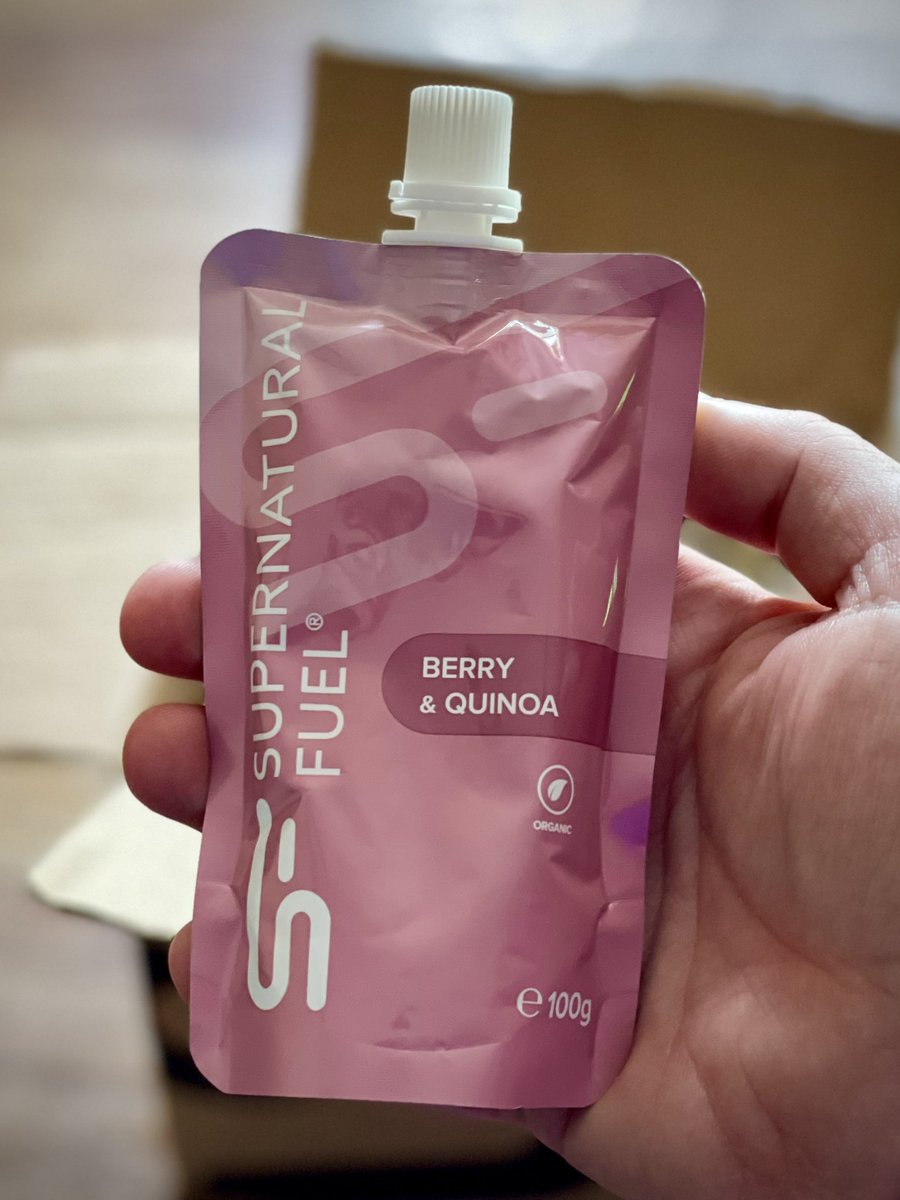 SUPERNATURAL
FUEL®
BERRY
& QUINOA
ORGANIC
℮ 100g